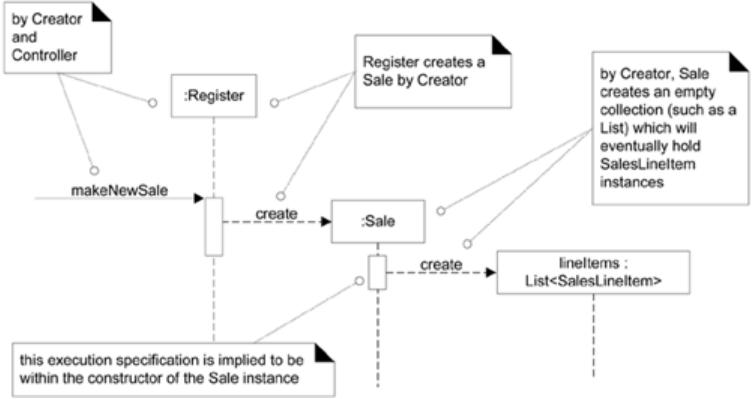 by Creator
and
Controller
:Register
Register creates a
Sale by Creator
by Creator, Sale
creates an empty
collection (such as a
List) which will
eventually hold
SalesLineItem
instances
makeNewSale
create
:Sale
create
lineItems :
List<SalesLineItem>
this execution specification is implied to be
within the constructor of the Sale instance